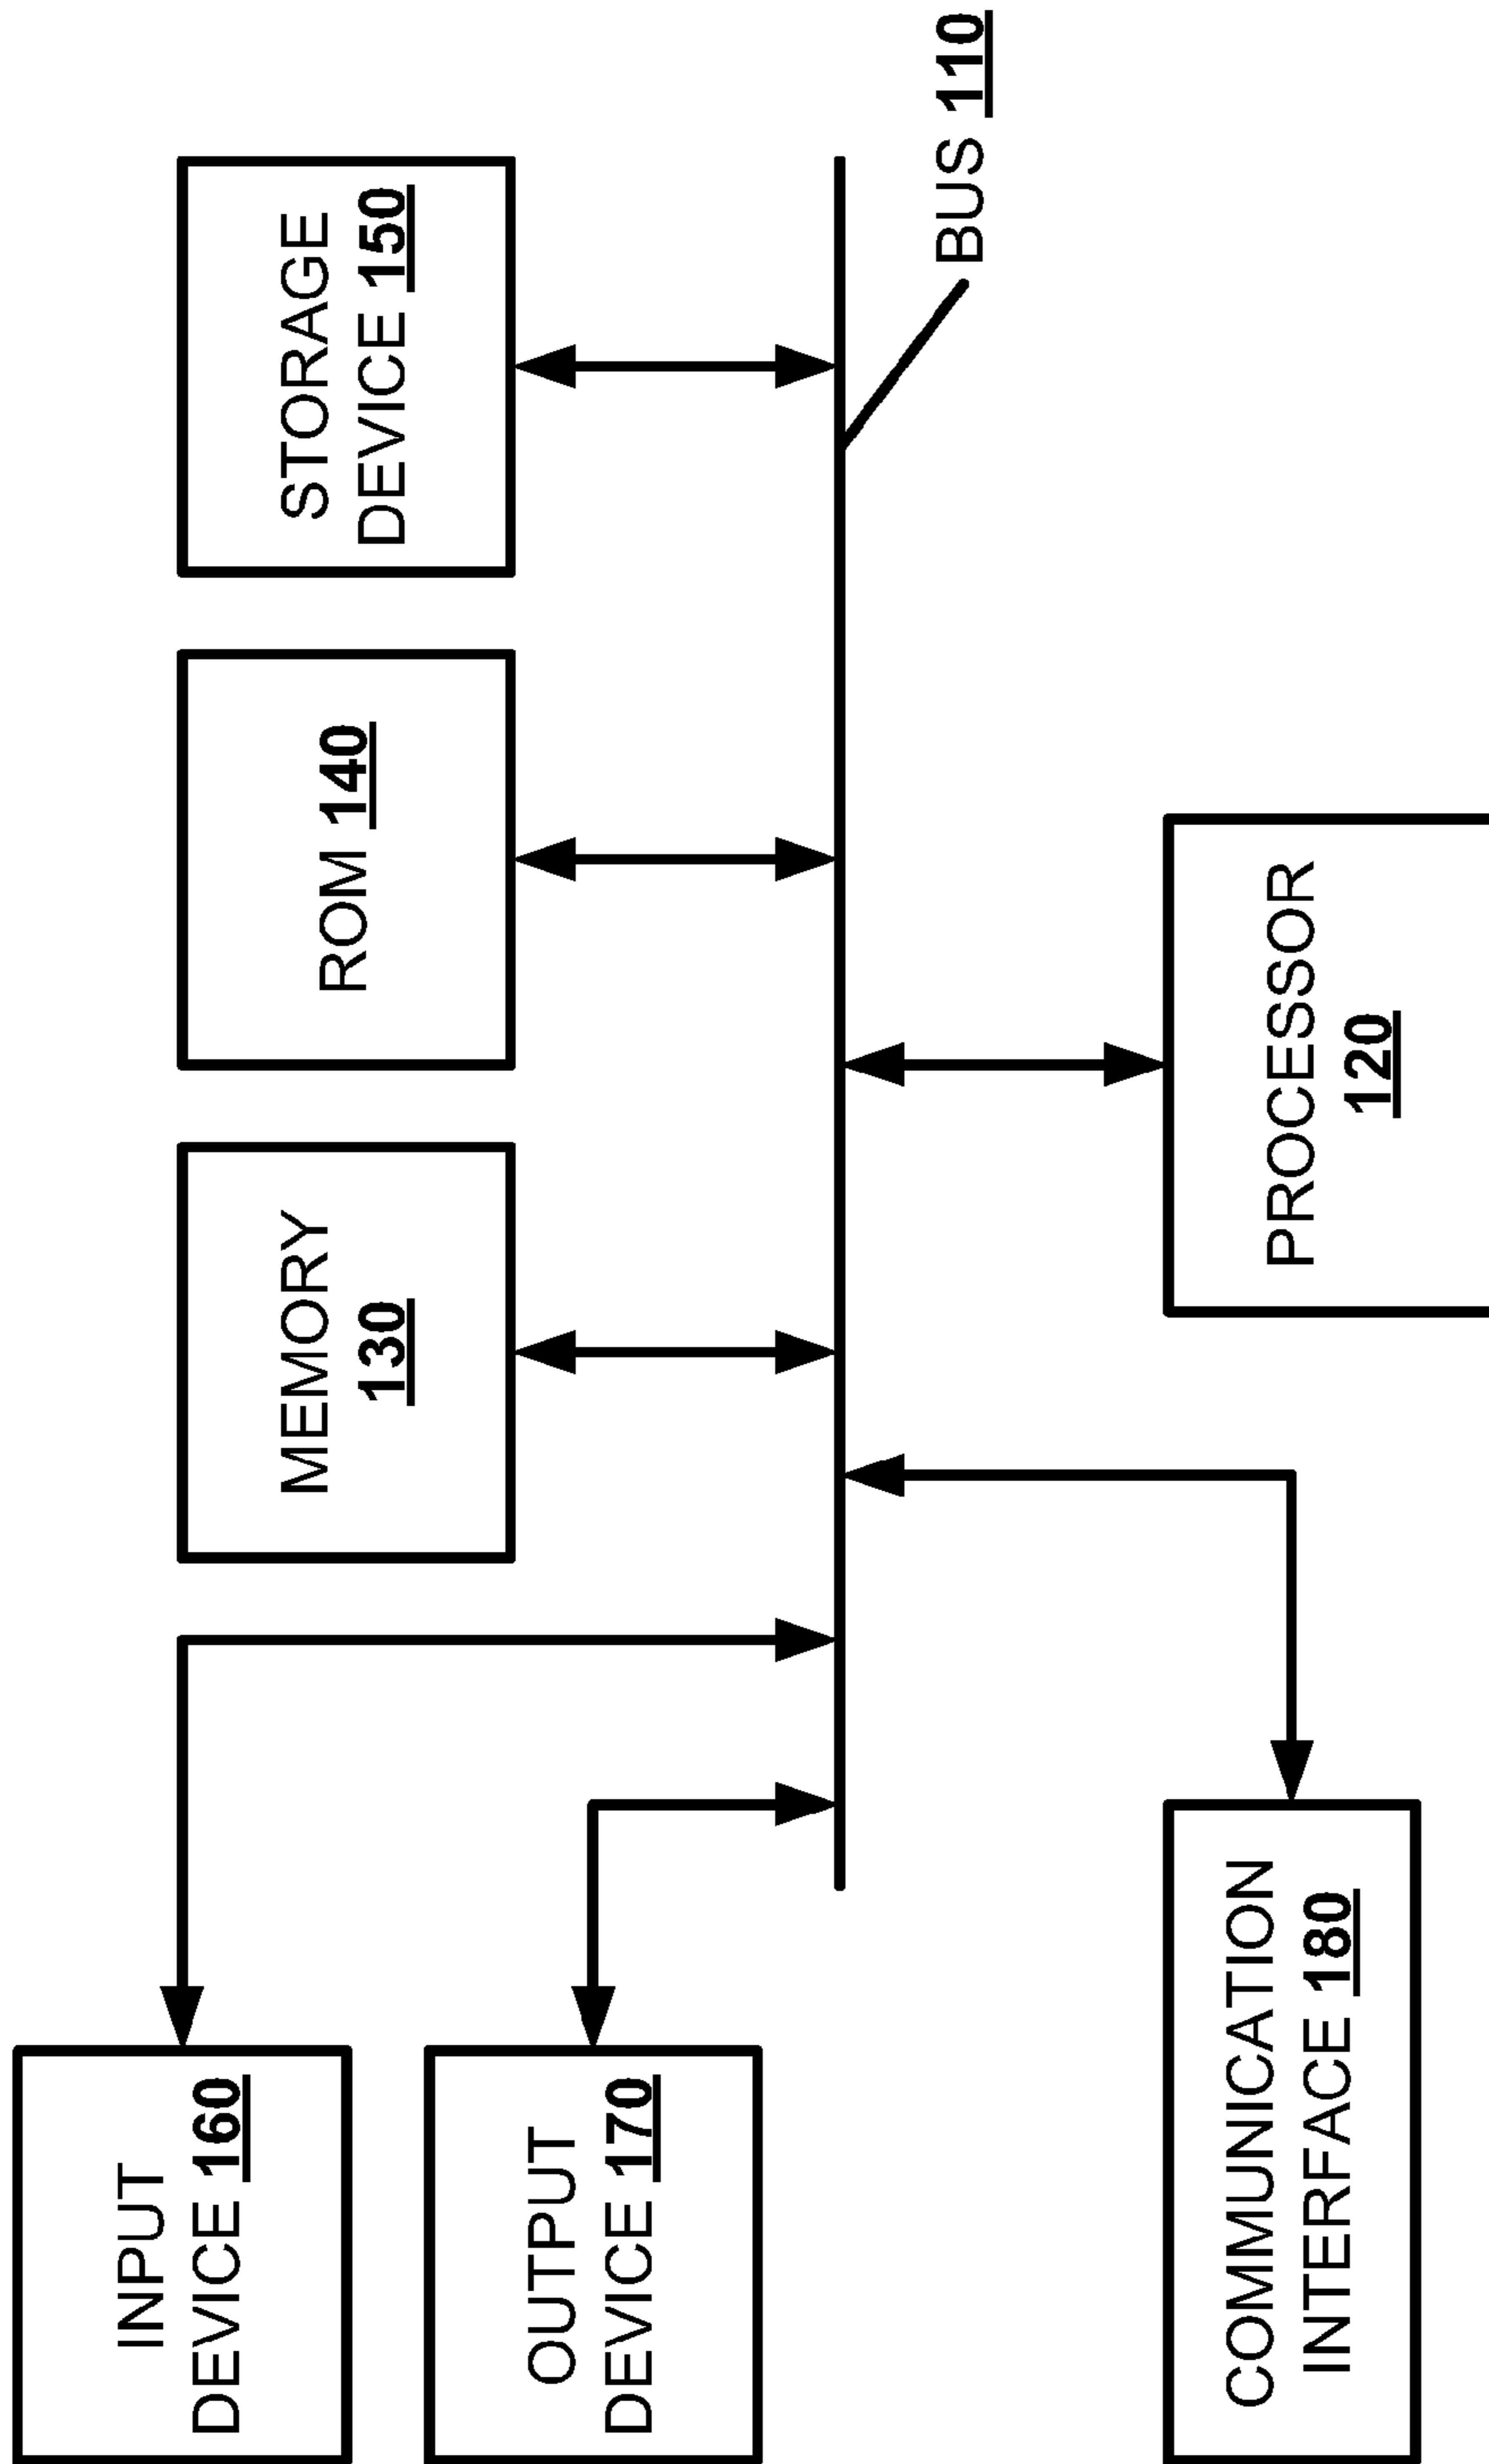 INPUT
DEVICE 160
MEMORY
130
ROM 140
STORAGE
DEVICE 150
OUTPUT
DEVICE 170
BUS 110
COMMUNICATION
INTERFACE 180
PROCESSOR
120